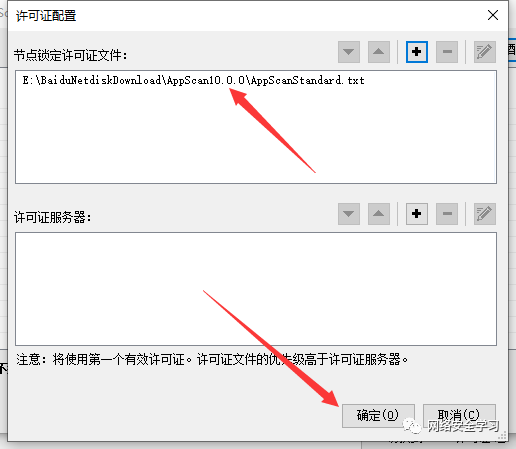 许可证配置
节点锁定许可证文件：
E:\BaiduNetdiskDownload\AppScan10.0.0\AppScanStandard.txt
许可证服务器：
注意：将使用第一个有效许可证。许可证文件的优先级高于许可证服务器。
确定(O)
取消(C)
网络安全学习